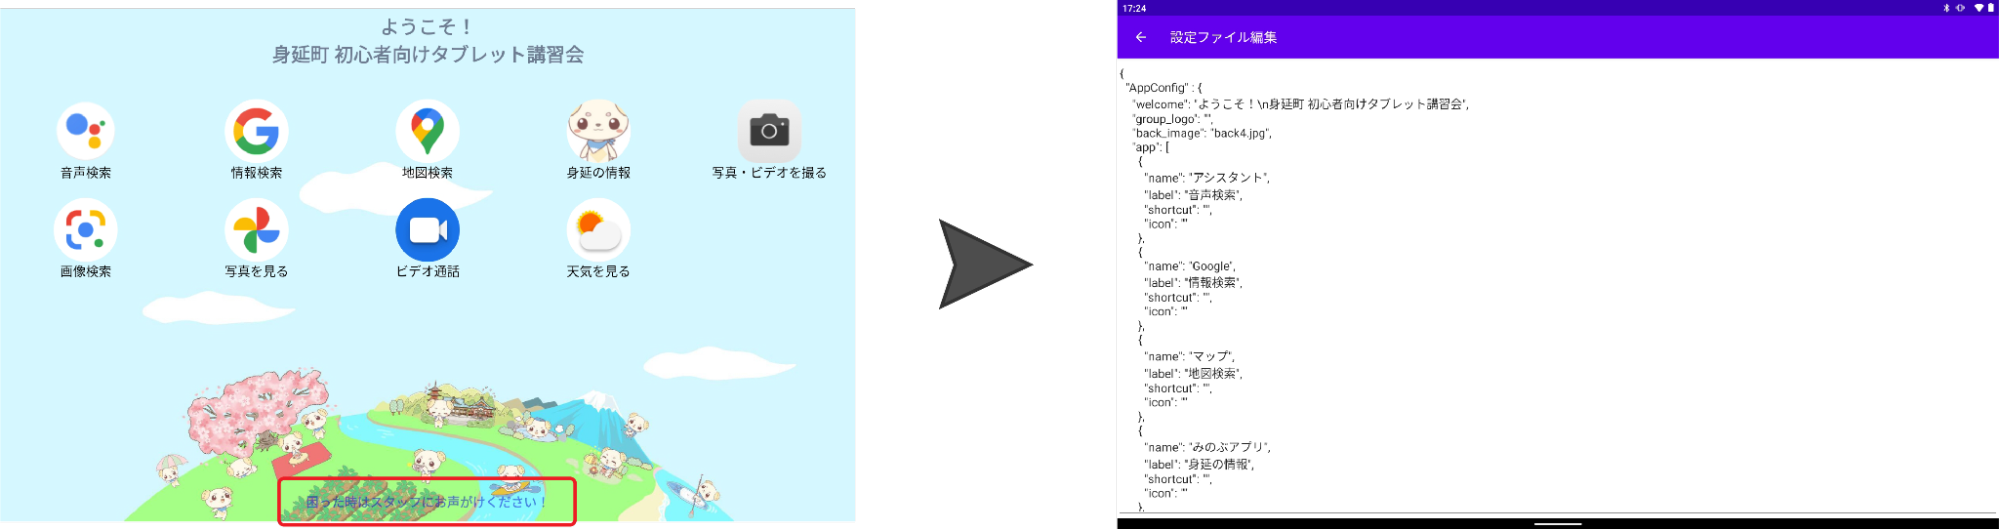 ようこそ！
身延町 初心者向けタブレット講習会
音声検索
情報検索
地図検索
身延の情報
写真・ビデオを撮る
画像検索
写真を見る
ビデオ通話
天気を見る
困った時はスタッフにお声がけください！
17:24
設定ファイル編集
{
"AppConfig" : {
"welcome": "ようこそ！\n身延町 初心者向けタブレット講習会",
"group_logo": "",
"back_image": "back4.jpg",
"app": [
{
"name": "アシスタント",
"label": "音声検索",
"shortcut": "",
"icon": ""
},
{
"name": "Google",
"label": "情報検索",
"shortcut": "",
"icon": ""
},
{
"name": "マップ",
"label": "地図検索",
"shortcut": "",
"icon": ""
},
{
"name": "みのぶアプリ",
"label": "身延の情報",
"shortcut": "",
"icon": ""
},